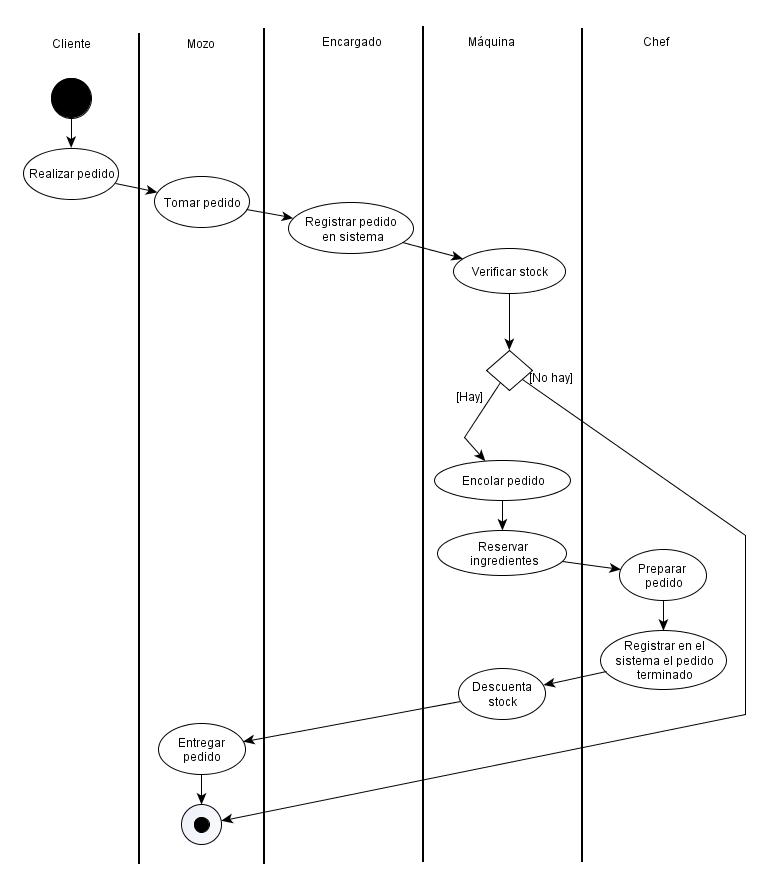 Cliente
Mozo
Encargado
Máquina
Chef
Realizar pedido
Tomar pedido
Registrar pedido
en sistema
Verificar stock
[No hay]
[Hay]
Encolar pedido
Reservar
ingredientes
Preparar
pedido
Registrar en el
sistema el pedido
terminado
Descuenta
stock
Entregar
pedido